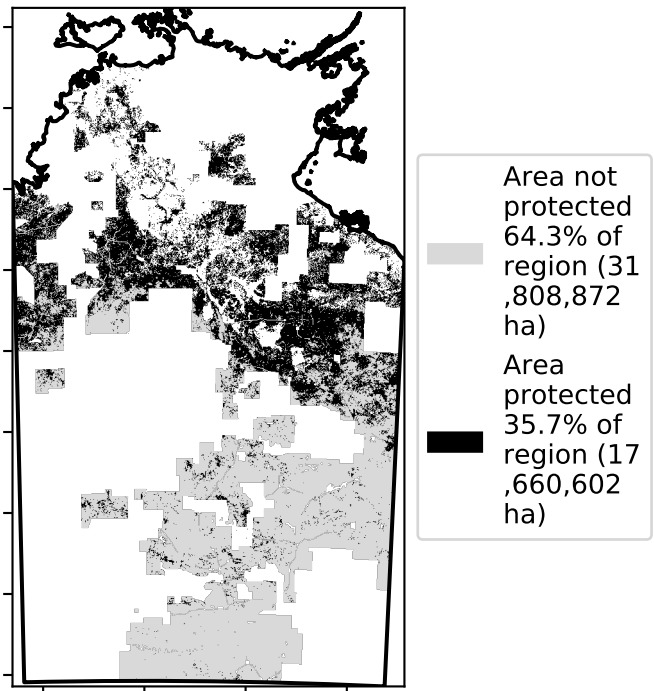 Area not
protected
64.3% of
region (31
,808,872
ha)
Area
protected
35.7% of
region (17
,660,602
ha)